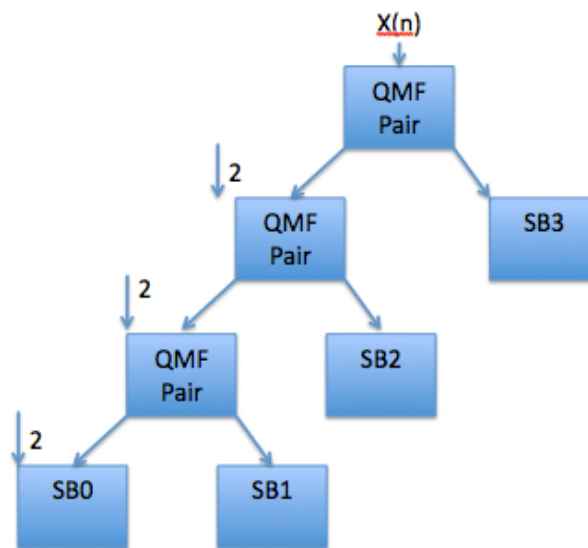 X(n)
QMF
Pair
2
QMF
Pair
SB3
2
QMF
Pair
SB2
2
SB0
SB1